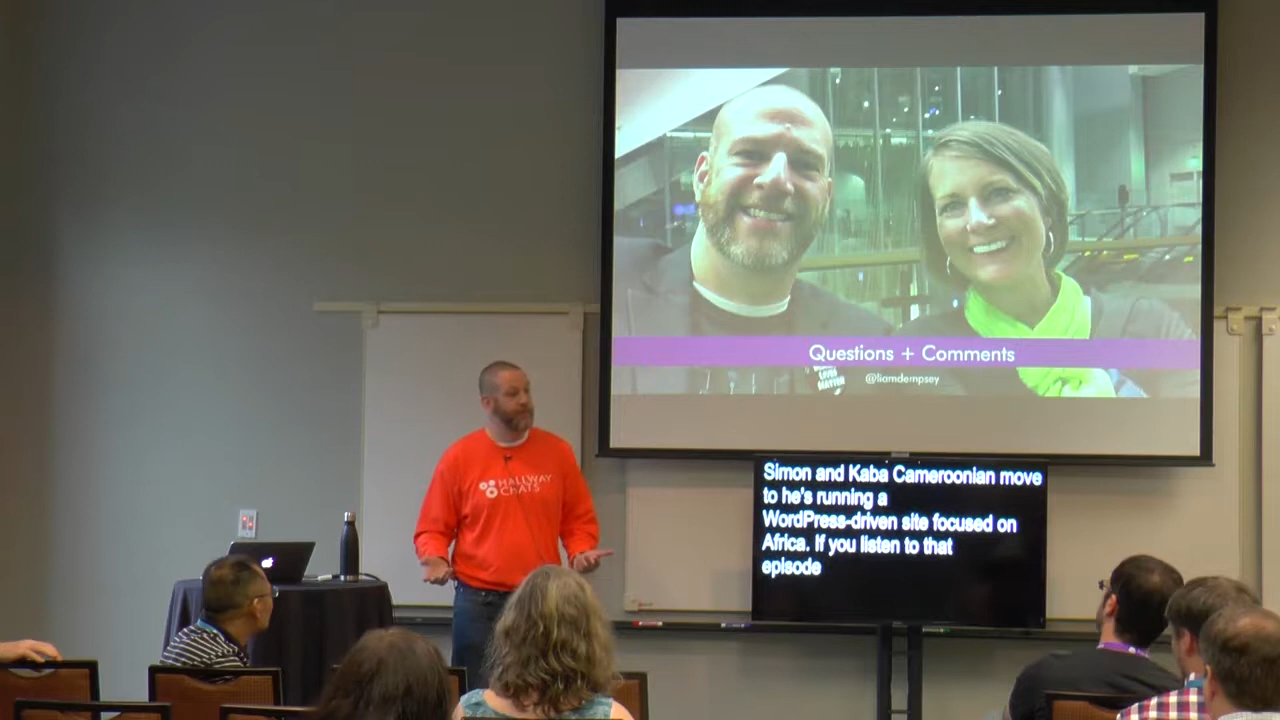 Questions + Comments
@liamdempsey
HALLWAY
CHATS
Simon and Kaba Cameroonian move
to he's running a
WordPress-driven site focused on
Africa. If you listen to that
episode